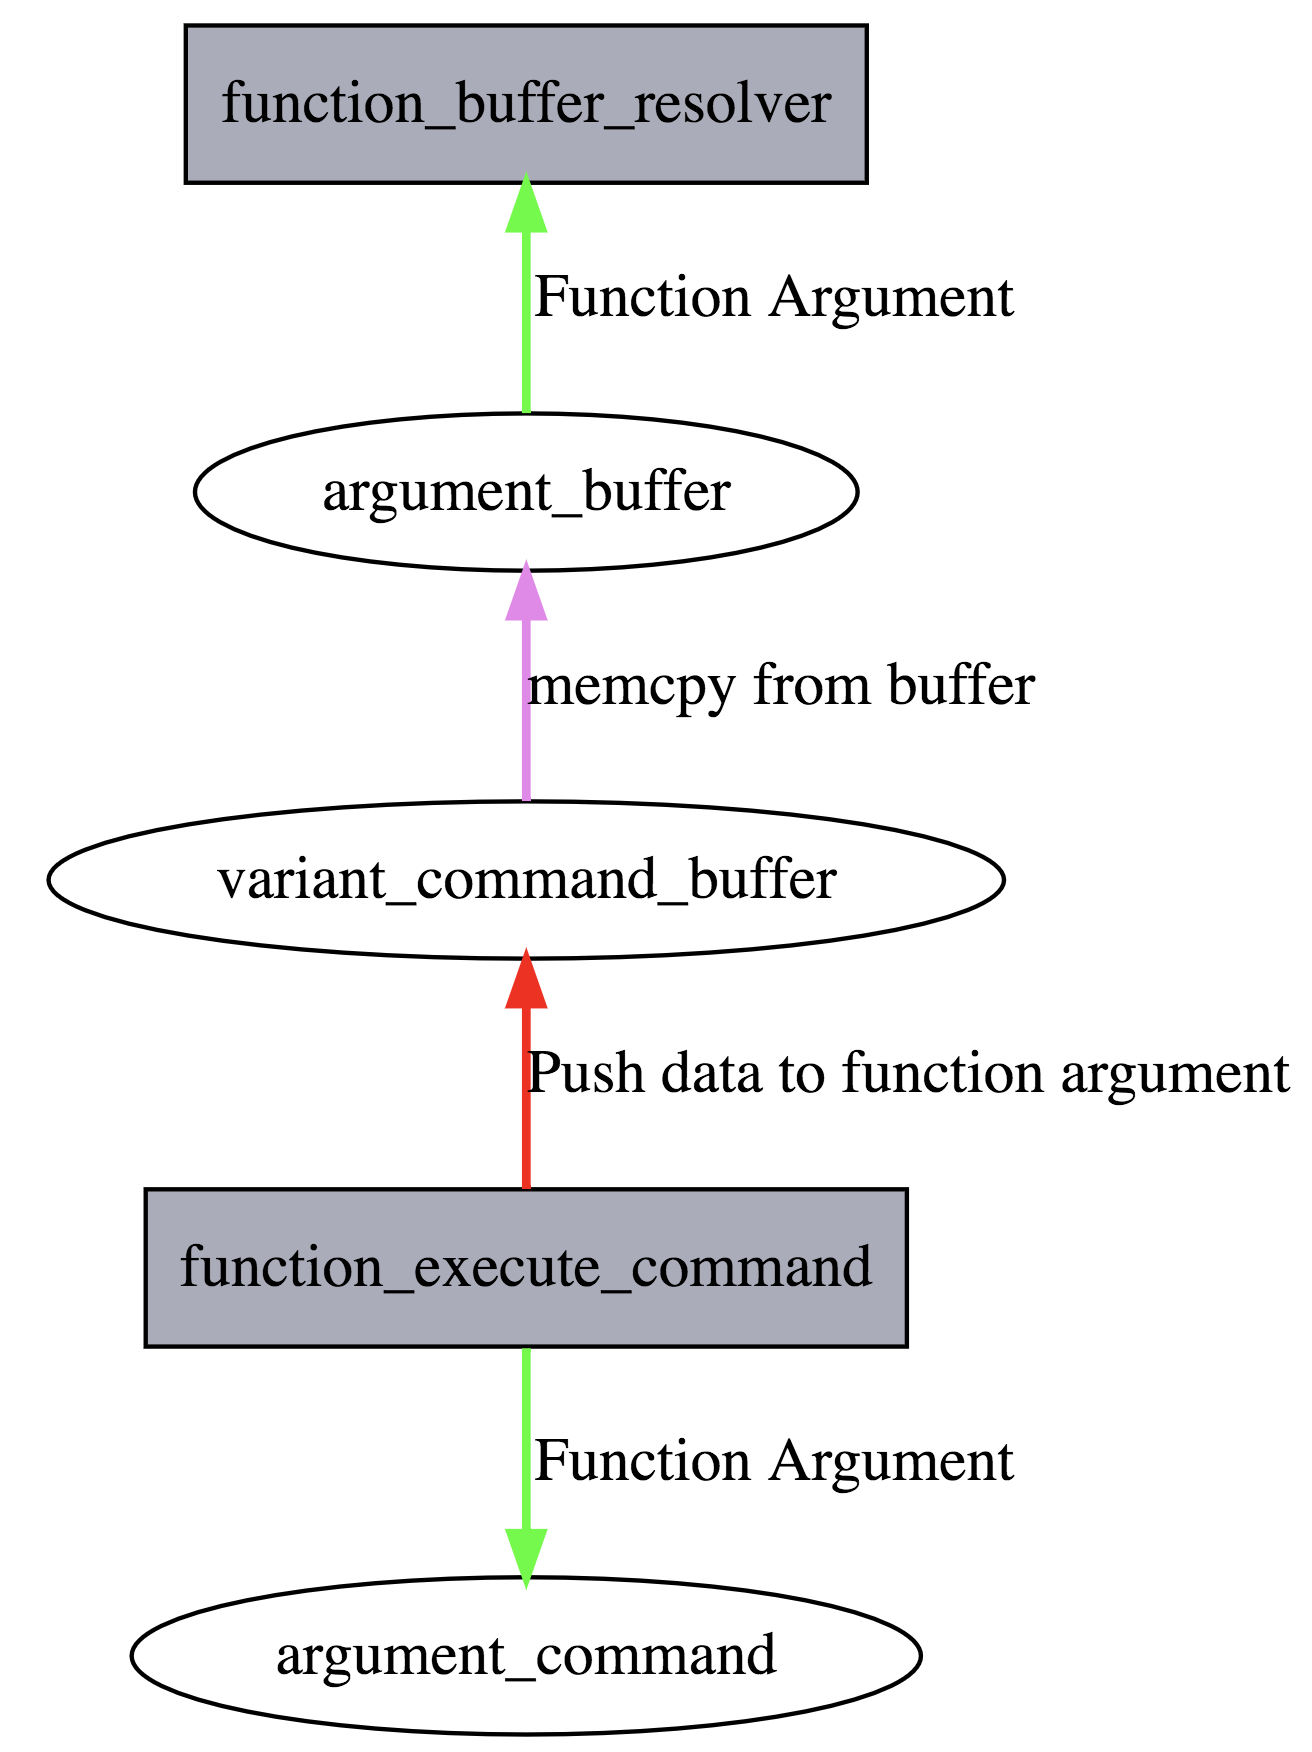 function_buffer_resolver
Function Argument
argument_buffer
memcpy from buffer
variant_command_buffer
Push data to function argument
function_execute_command
Function Argument
argument_command